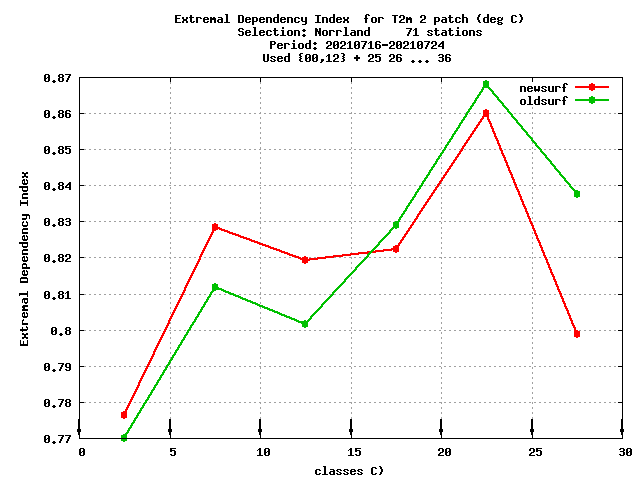 Extremal Dependency Index  for T2m 2 patch (deg C)
Selection: Norrland     71 stations
Period: 20210716-20210724
Used {00,12} + 25 26 ... 36
newsurf
oldsurf
Extremal Dependency Index
0.87
0.86
0.85
0.84
0.83
0.82
0.81
0.8
0.79
0.78
0.77
0 5 10 15 20 25 30
classes C)